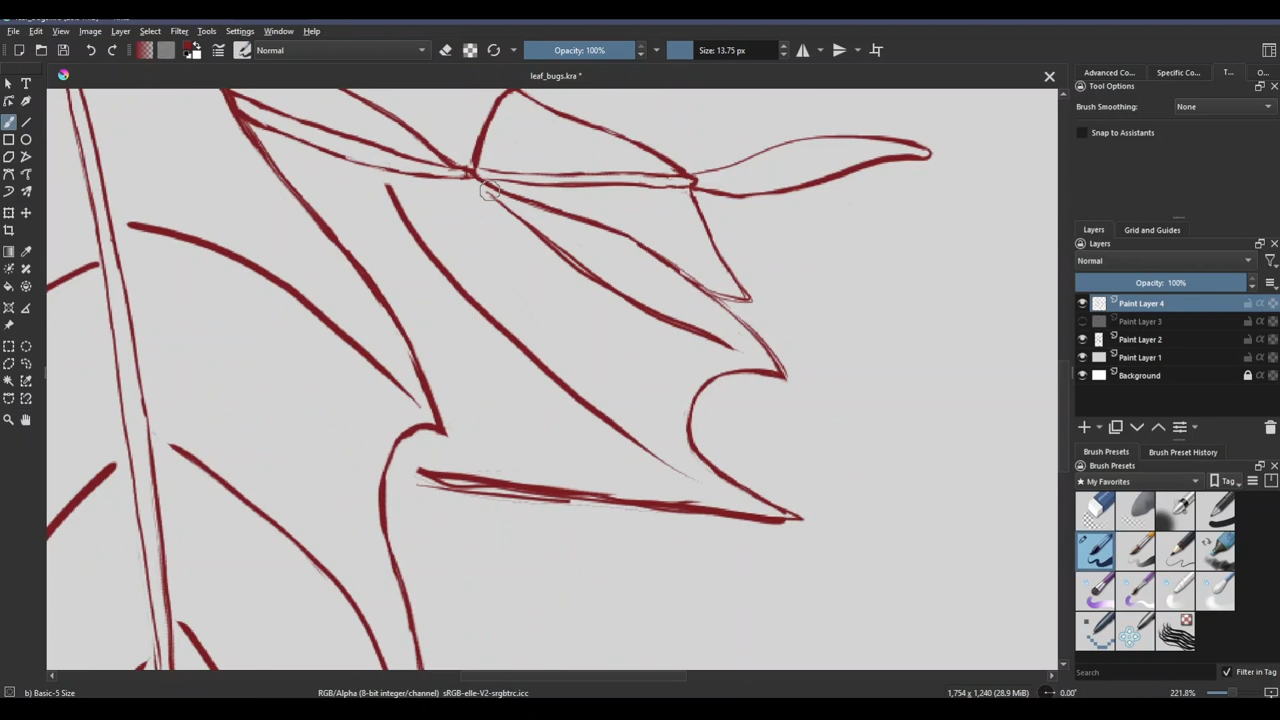 File Edit View Image Layer Select Filter Tools Settings Window Help
Normal Opacity: 100% Size: 13.75 px
leaf_bugs.kra *
Advanced Co... Specific Co... T... O...
Tool Options
Brush Smoothing: None
Snap to Assistants
Layers Grid and Guides
Layers
Normal
Opacity: 100%
Paint Layer 4
Paint Layer 3
Paint Layer 2
Paint Layer 1
Background
Brush Presets Brush Preset History
Brush Presets
My Favorites Tag
Search Filter in Tag
b) Basic-5 Size RGB/Alpha (8-bit integer/channel) sRGB-elle-V2-srgbtrc.icc 1,754 x 1,240 (28.9 MiB) 0.00° 221.8%